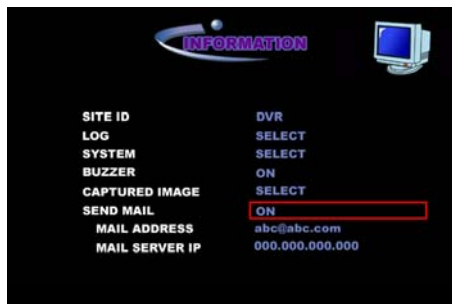 INFORMATION
SITE ID DVR
LOG SELECT
SYSTEM SELECT
BUZZER ON
CAPTURED IMAGE SELECT
SEND MAIL ON
MAIL ADDRESS abc@abc.com
MAIL SERVER IP 000.000.000.000